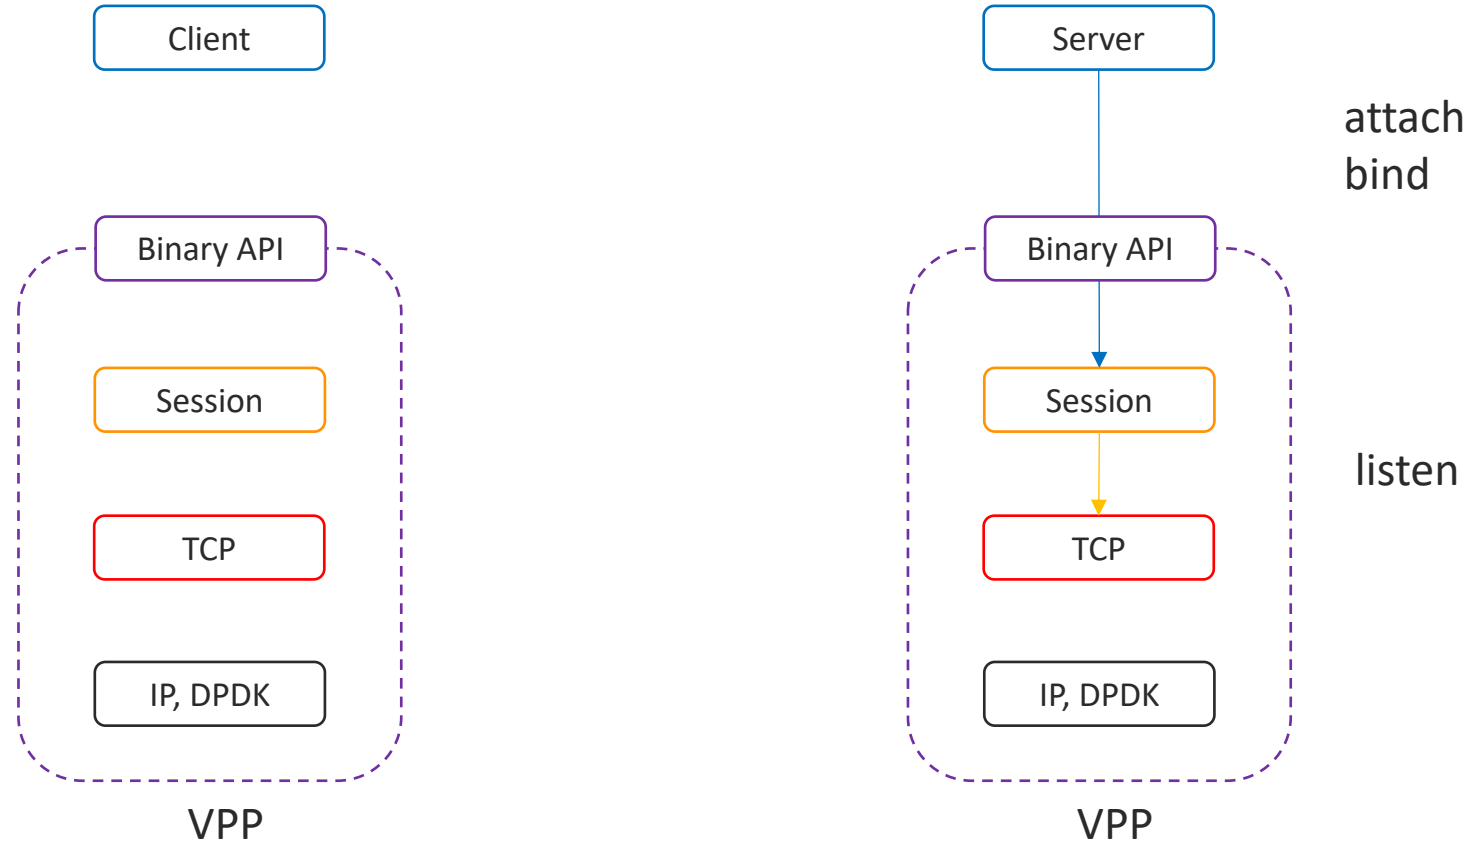 Client
Server
attach
bind
Binary API
Binary API
Session
Session
listen
TCP
TCP
IP, DPDK
IP, DPDK
VPP
VPP